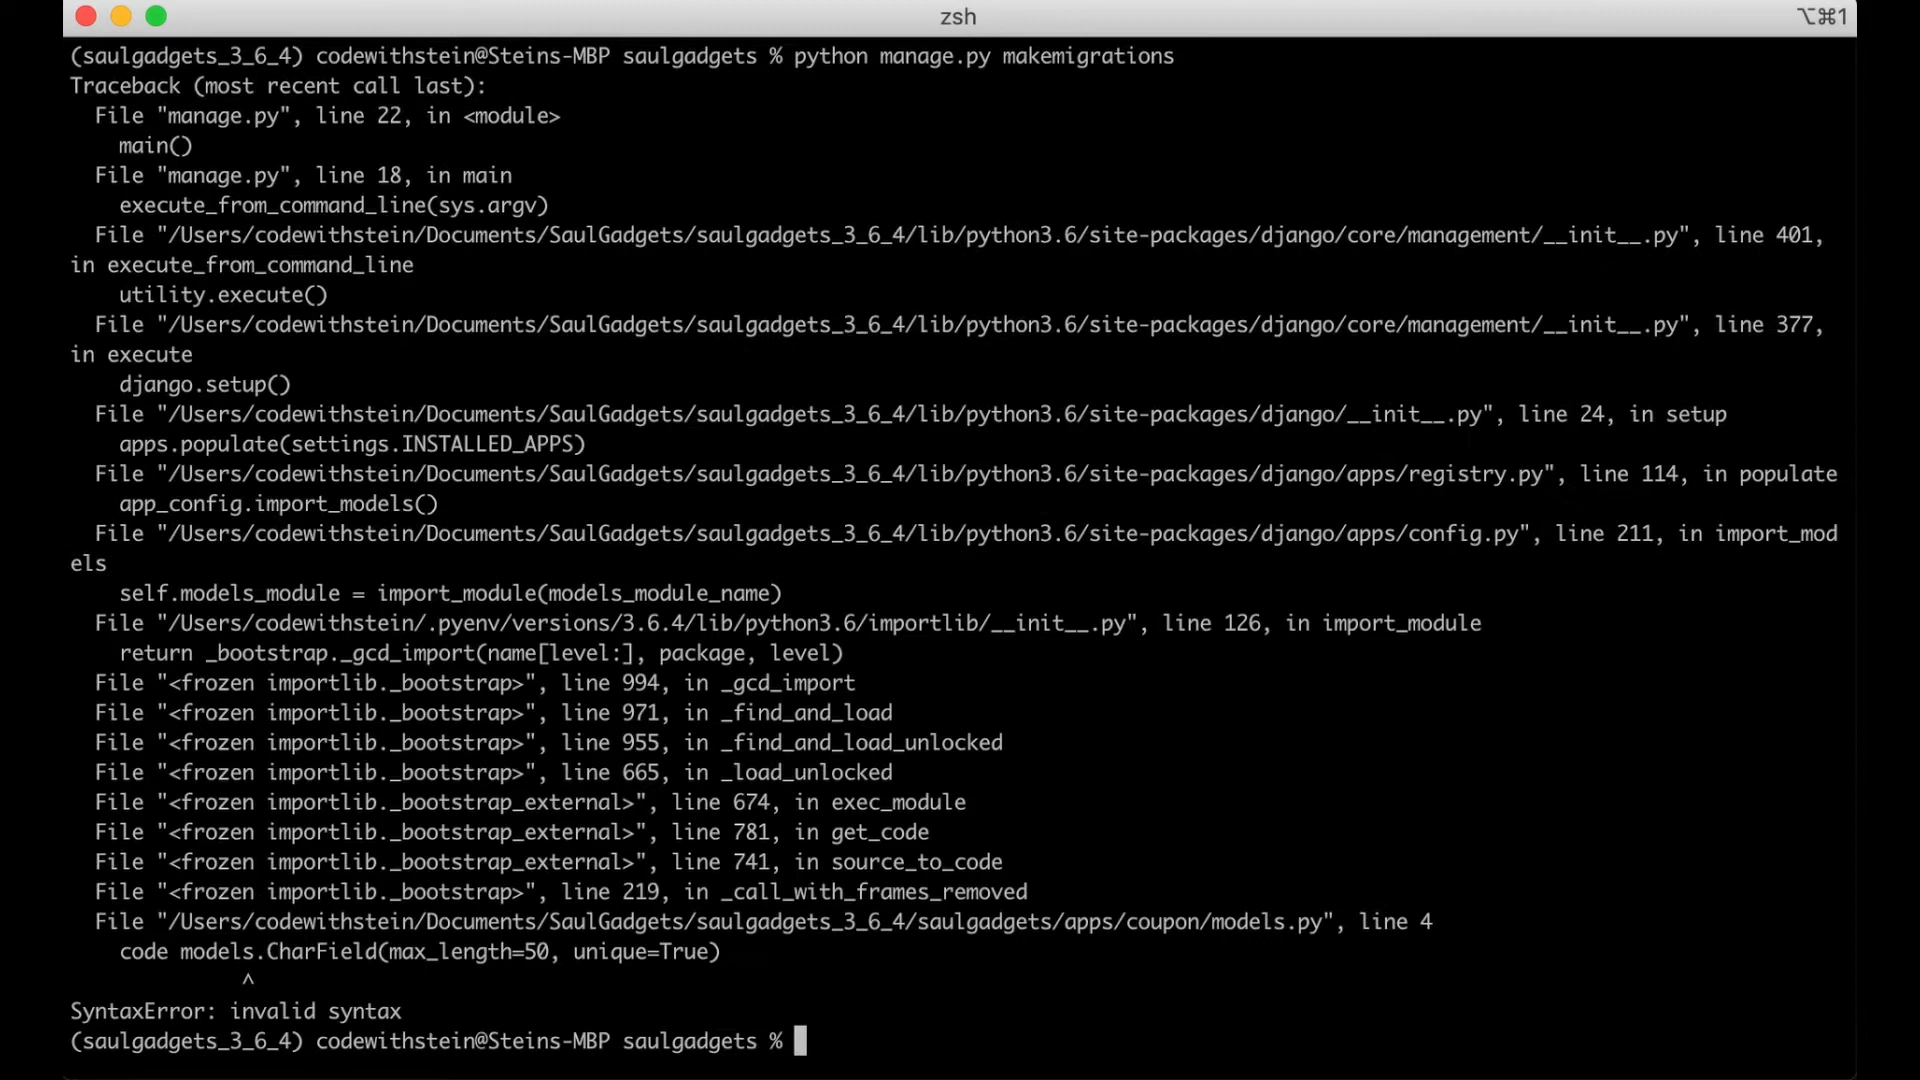 zsh
⌥⌘1
(saulgadgets_3_6_4) codewithstein@Steins-MBP saulgadgets % python manage.py makemigrations
Traceback (most recent call last):
  File "manage.py", line 22, in <module>
    main()
  File "manage.py", line 18, in main
    execute_from_command_line(sys.argv)
  File "/Users/codewithstein/Documents/SaulGadgets/saulgadgets_3_6_4/lib/python3.6/site-packages/django/core/management/__init__.py", line 401,
in execute_from_command_line
    utility.execute()
  File "/Users/codewithstein/Documents/SaulGadgets/saulgadgets_3_6_4/lib/python3.6/site-packages/django/core/management/__init__.py", line 377,
in execute
    django.setup()
  File "/Users/codewithstein/Documents/SaulGadgets/saulgadgets_3_6_4/lib/python3.6/site-packages/django/__init__.py", line 24, in setup
    apps.populate(settings.INSTALLED_APPS)
  File "/Users/codewithstein/Documents/SaulGadgets/saulgadgets_3_6_4/lib/python3.6/site-packages/django/apps/registry.py", line 114, in populate
    app_config.import_models()
  File "/Users/codewithstein/Documents/SaulGadgets/saulgadgets_3_6_4/lib/python3.6/site-packages/django/apps/config.py", line 211, in import_mod
els
    self.models_module = import_module(models_module_name)
  File "/Users/codewithstein/.pyenv/versions/3.6.4/lib/python3.6/importlib/__init__.py", line 126, in import_module
    return _bootstrap._gcd_import(name[level:], package, level)
  File "<frozen importlib._bootstrap>", line 994, in _gcd_import
  File "<frozen importlib._bootstrap>", line 971, in _find_and_load
  File "<frozen importlib._bootstrap>", line 955, in _find_and_load_unlocked
  File "<frozen importlib._bootstrap>", line 665, in _load_unlocked
  File "<frozen importlib._bootstrap_external>", line 674, in exec_module
  File "<frozen importlib._bootstrap_external>", line 781, in get_code
  File "<frozen importlib._bootstrap_external>", line 741, in source_to_code
  File "<frozen importlib._bootstrap>", line 219, in _call_with_frames_removed
  File "/Users/codewithstein/Documents/SaulGadgets/saulgadgets_3_6_4/saulgadgets/apps/coupon/models.py", line 4
    code models.CharField(max_length=50, unique=True)
              ^
SyntaxError: invalid syntax
(saulgadgets_3_6_4) codewithstein@Steins-MBP saulgadgets %